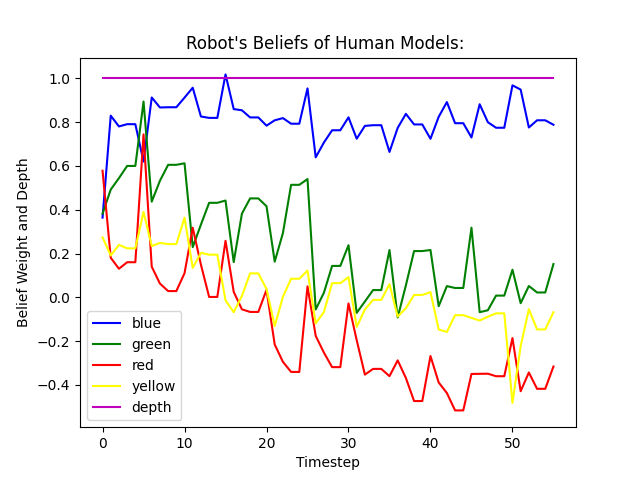 Robot's Beliefs of Human Models:
Belief Weight and Depth
1.0
0.8
0.6
0.4
0.2
0.0
−0.2
−0.4
blue
green
red
yellow
depth
0 10 20 30 40 50
Timestep